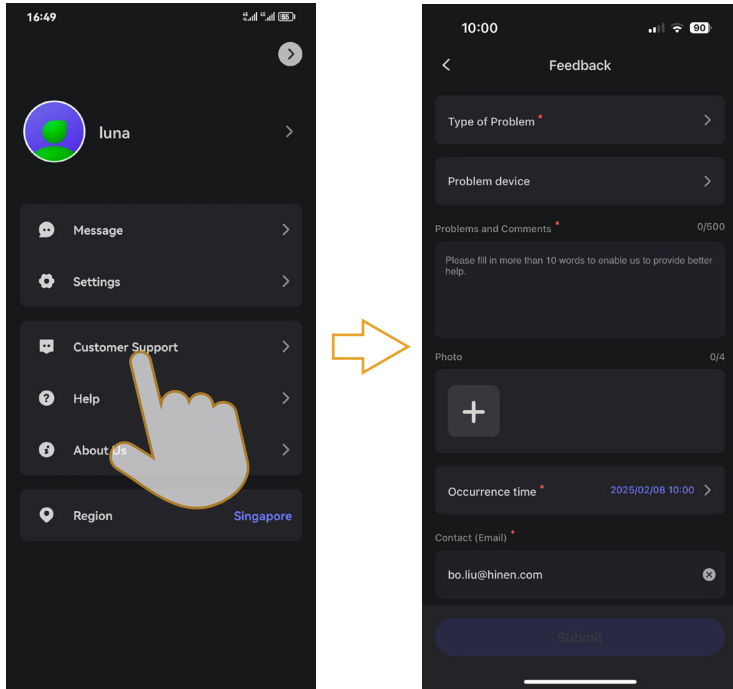 16:49
55
luna
Message
Settings
Customer Support
Help
About Us
Region
Singapore
10:00
90
Feedback
Type of Problem *
Problem device
Problems and Comments *
0/500
Please fill in more than 10 words to enable us to provide better
help.
Photo
0/4
Occurrence time *
2025/02/08 10:00
Contact (Email) *
bo.liu@hinen.com
Submit